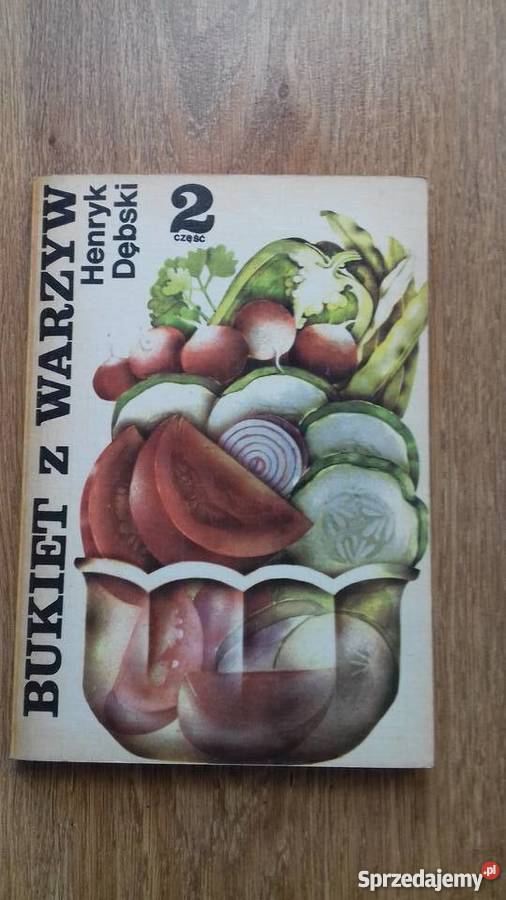 BUKIET z WARZYW
Henryk
Dębski
2
część
Sprzedajemy.pl